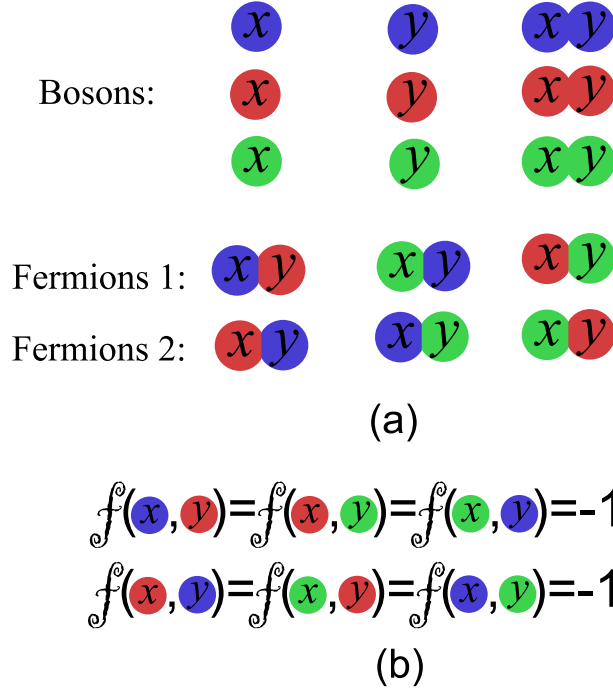 x y xy
Bosons: x y xy
x y xy
Fermions 1: xy xy xy
Fermions 2: xy xy xy
(a)
f(x,y)=f(x,y)=f(x,y)=-1
f(x,y)=f(x,y)=f(x,y)=-1
(b)